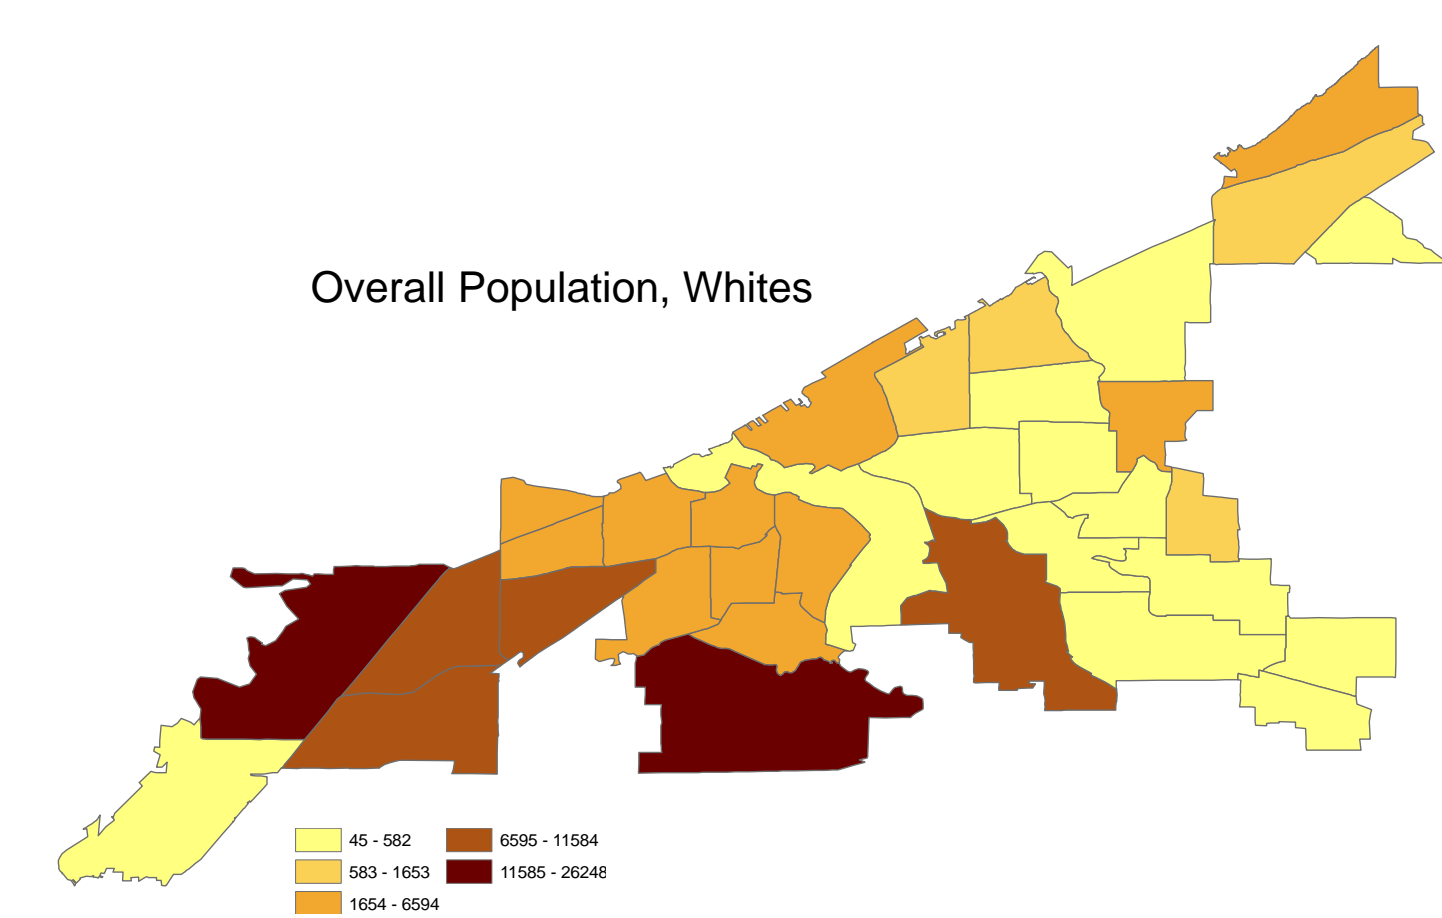 Overall Population, Whites
45 - 582
583 - 1653
1654 - 6594
6595 - 11584
11585 - 26248